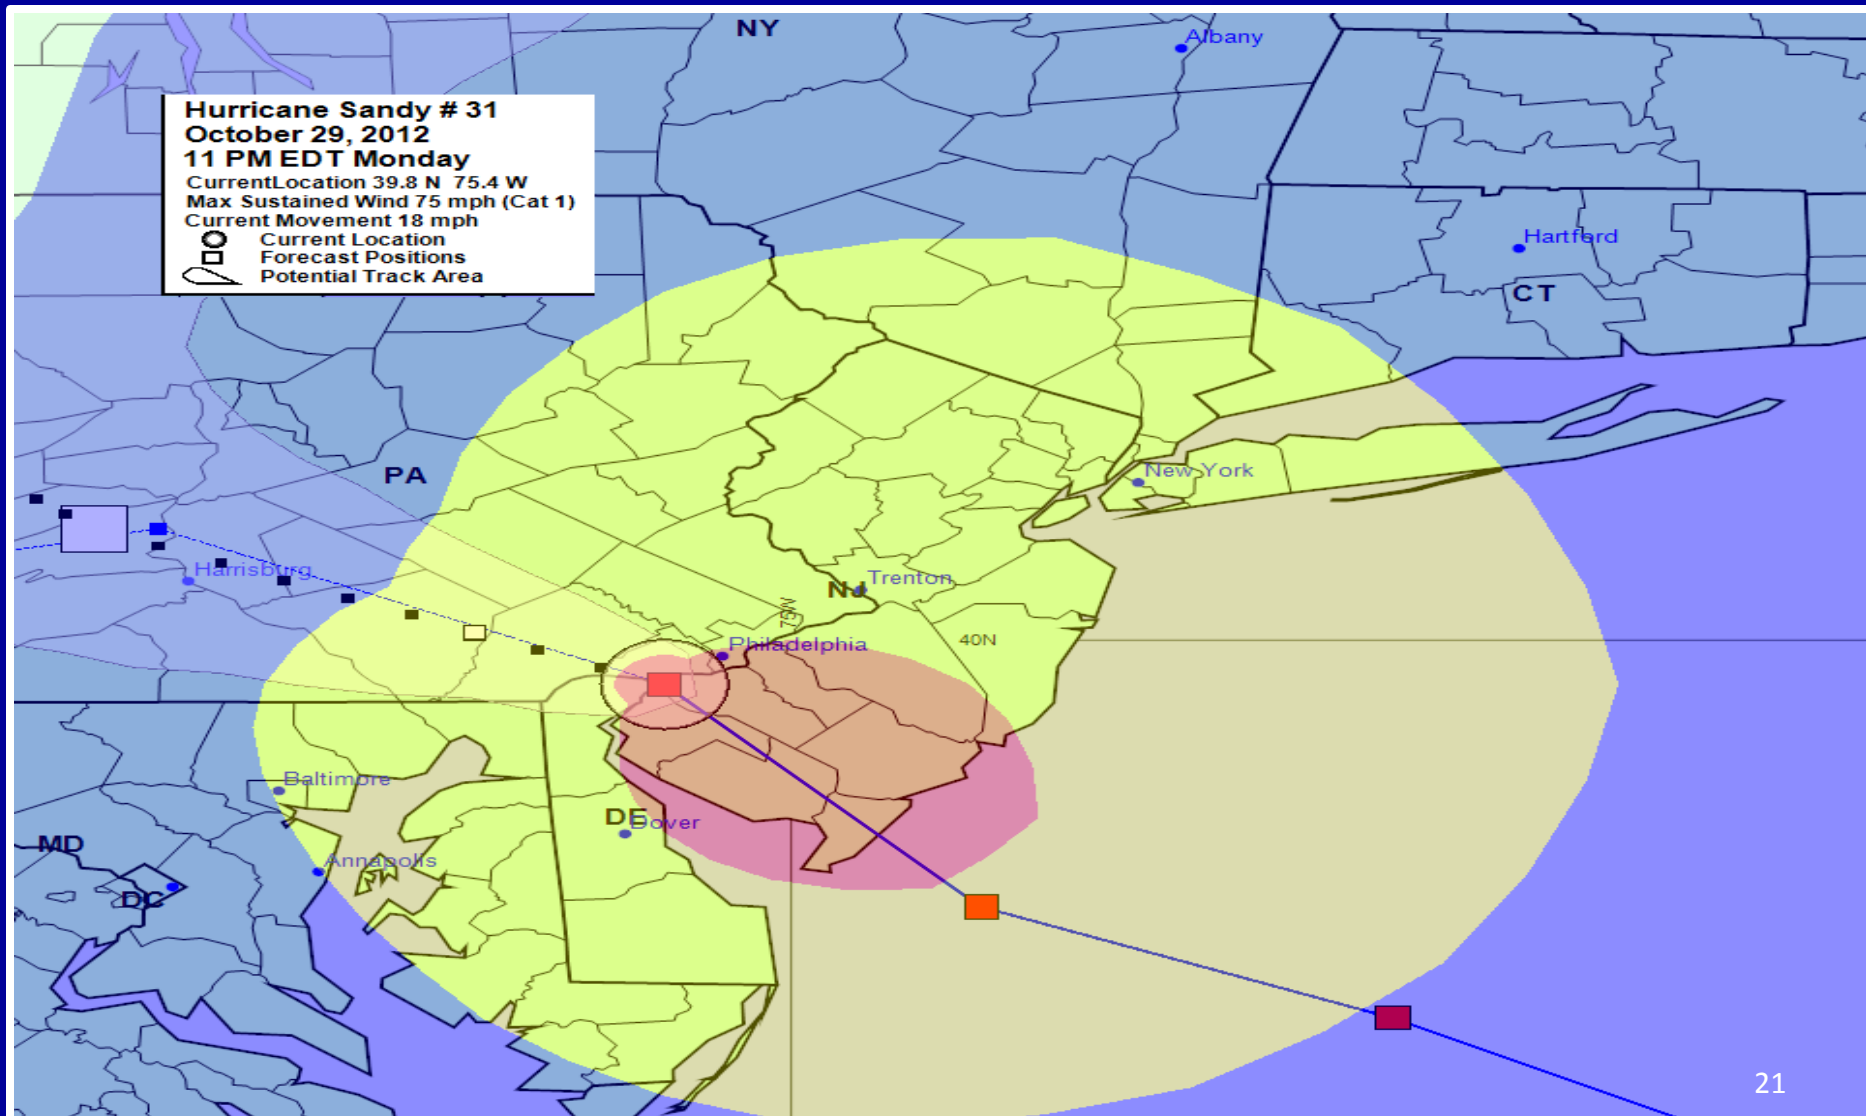 NY
Albany
Hurricane Sandy # 31
October 29, 2012
11 PM EDT Monday
CurrentLocation 39.8 N 75.4 W
Max Sustained Wind 75 mph (Cat 1)
Current Movement 18 mph
Current Location
Forecast Positions
Potential Track Area
Hartford
CT
PA
New York
Harrisburg
Trenton
NJ
75W
40N
Philadelphia
Baltimore
DE
Dover
MD
Annapolis
DC
21